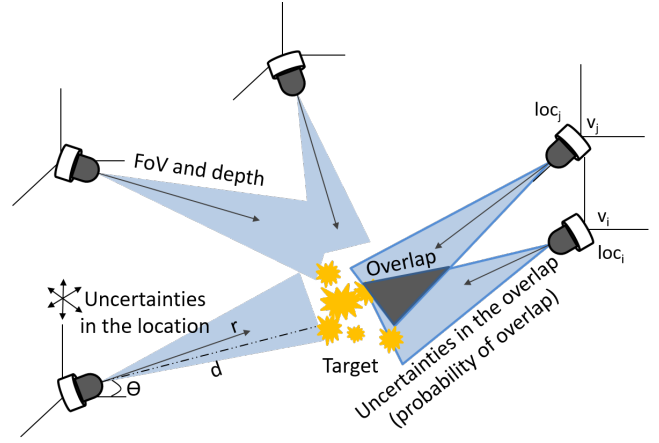 loc_j
v_j
FoV and depth
v_i
loc_i
Overlap
Uncertainties
in the location
r
d
Θ
Target
Uncertainties in the overlap
(probability of overlap)